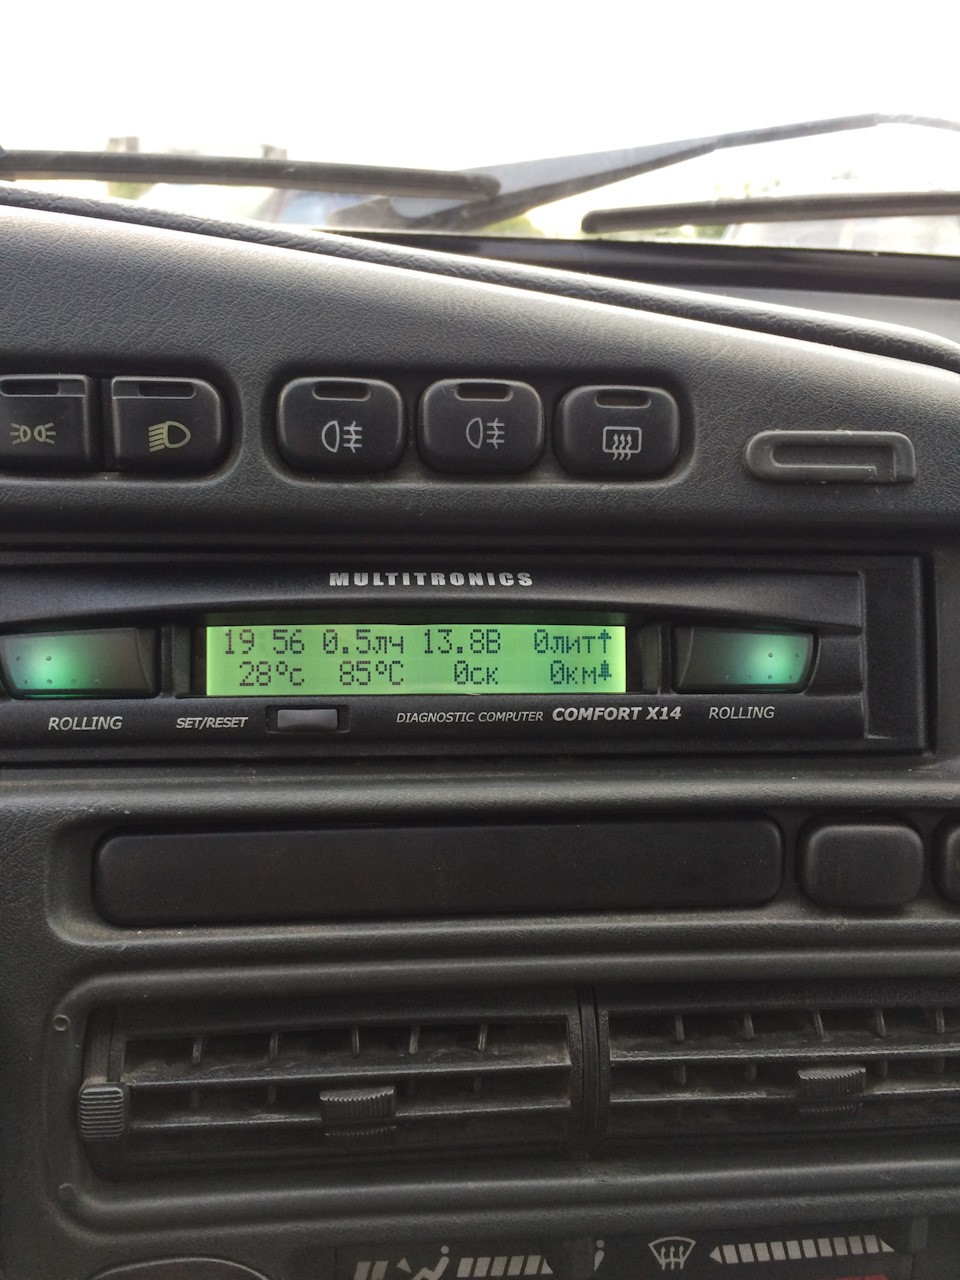 MULTITRONICS
19 56 0.5лч 13.8В 0лит↑
28°c 85°C 0ск 0км
ROLLING SET/RESET DIAGNOSTIC COMPUTER COMFORT X14 ROLLING